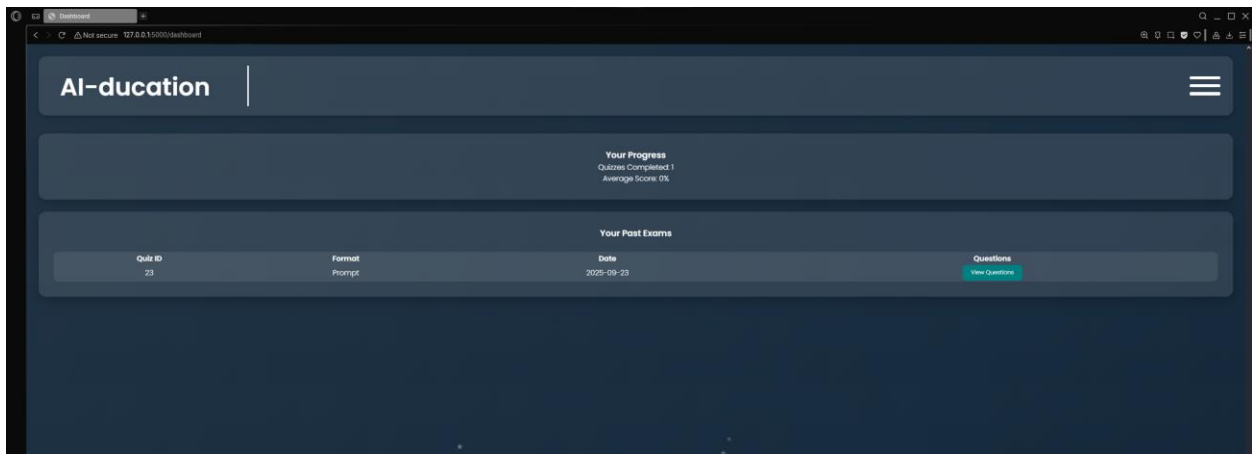 Dashboard
Not secure 127.0.0.1:5000/dashboard
AI-ducation
Your Progress
Quizzes Completed: 1
Average Score: 0%
Your Past Exams
Quiz ID Format Date Questions
23 Prompt 2025-09-23 View Questions